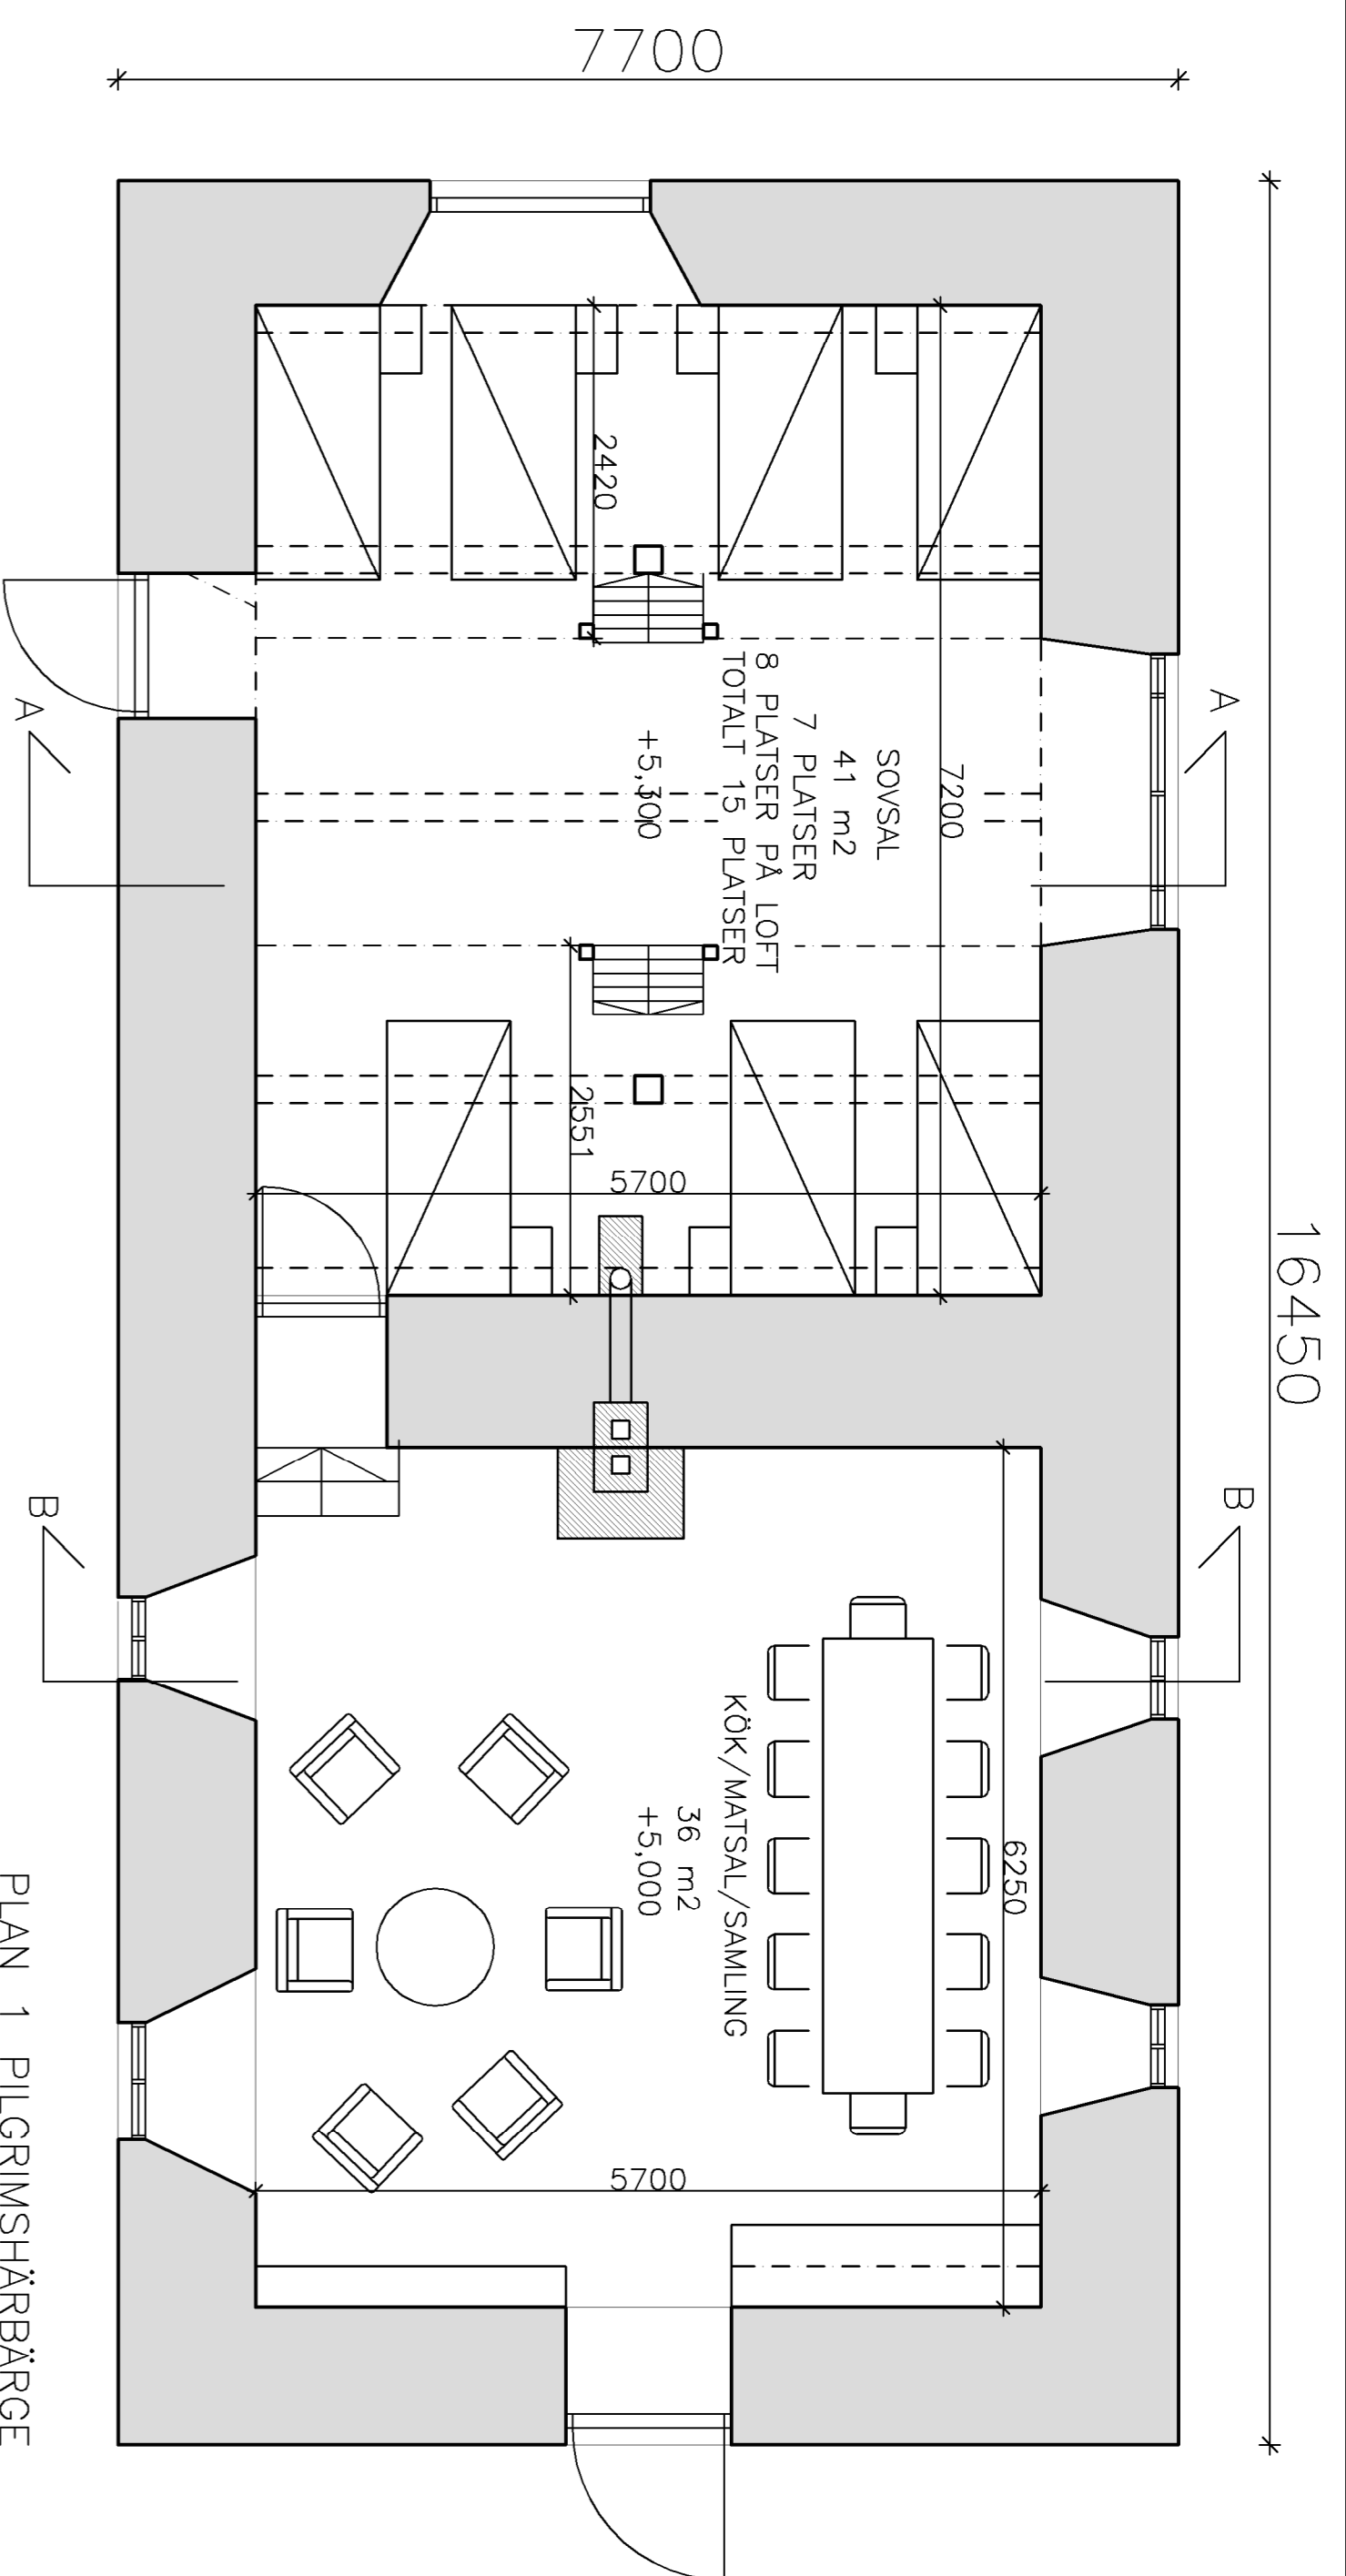 7700
16450
A
A
2420
7200
SOVSAL
41 m2
7 PLATSER
8 PLATSER PÅ LOFT
TOTALT 15 PLATSER
+5,300
2551
5700
B
B
6250
KÖK/MATSAL/SAMLING
36 m2
+5,000
5700
PLAN 1 PILGRIMSHÄRBÄRGE